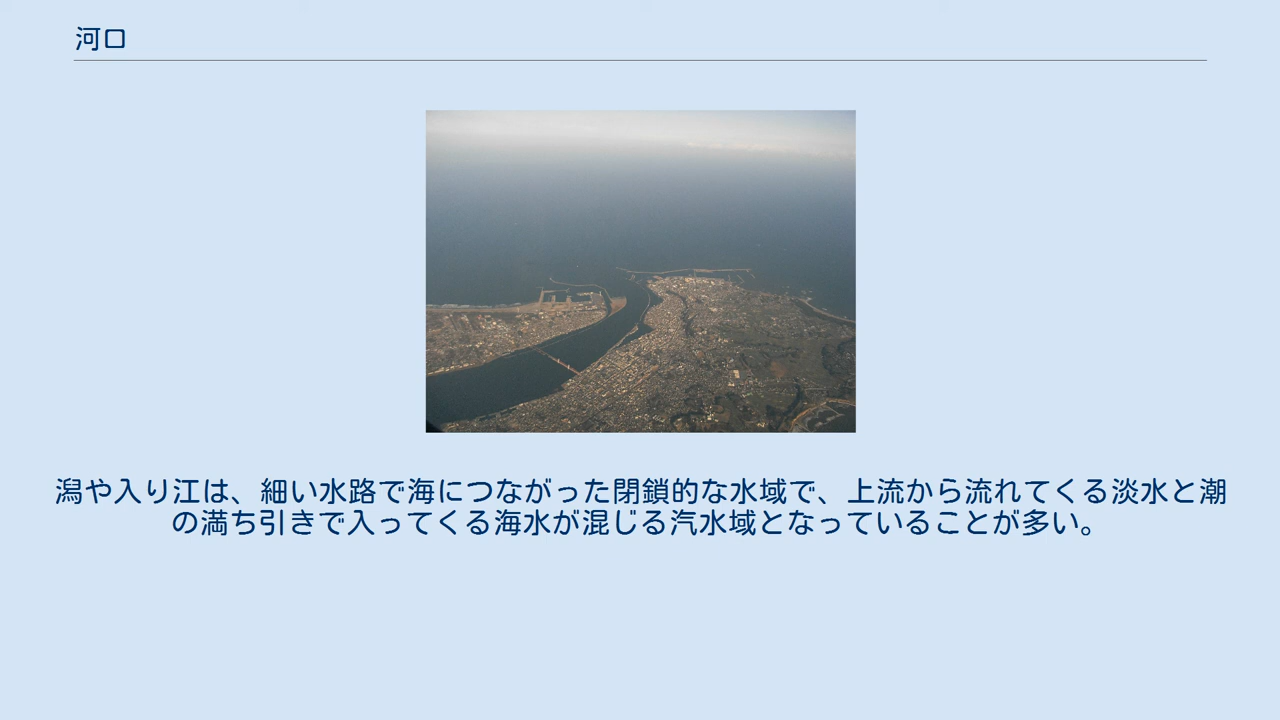 河口
潟や入り江は、細い水路で海につながった閉鎖的な水域で、上流から流れてくる淡水と潮
の満ち引きで入ってくる海水が混じる汽水域となっていることが多い。